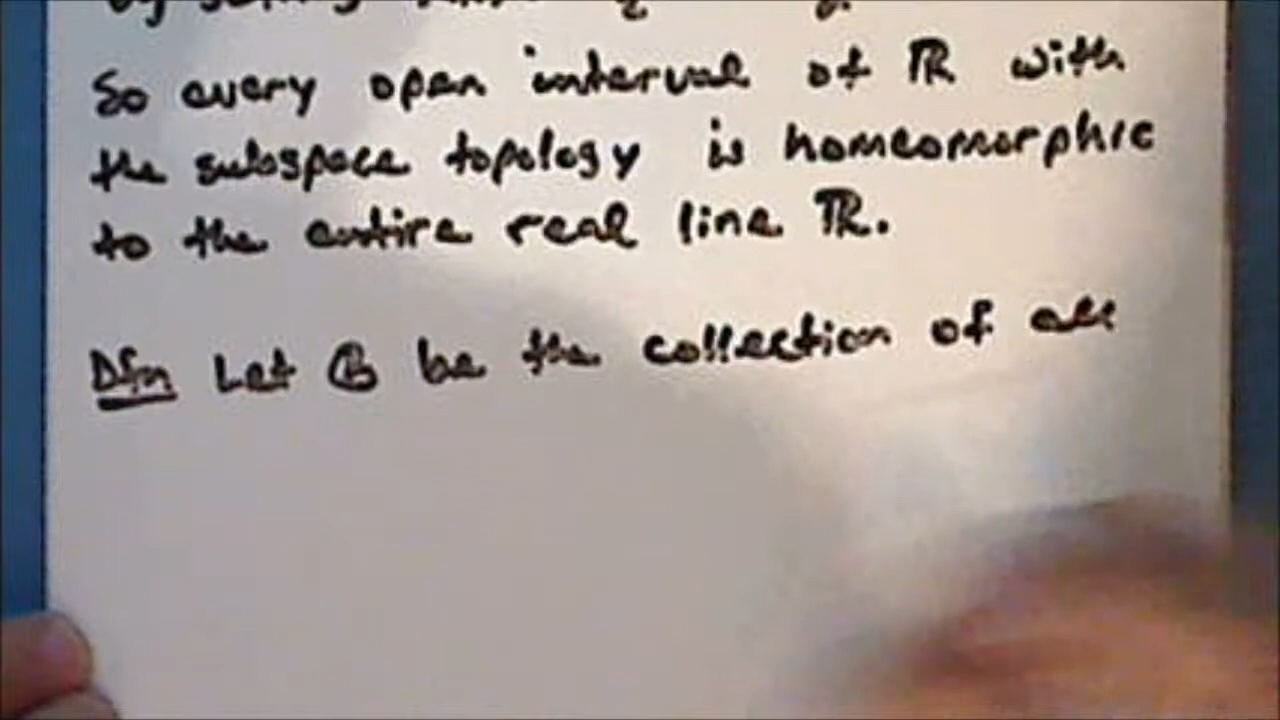 by
So every open interval of ℝ with
the subspace topology is homeomorphic
to the entire real line ℝ.
Dfn Let ℬ be the collection of all